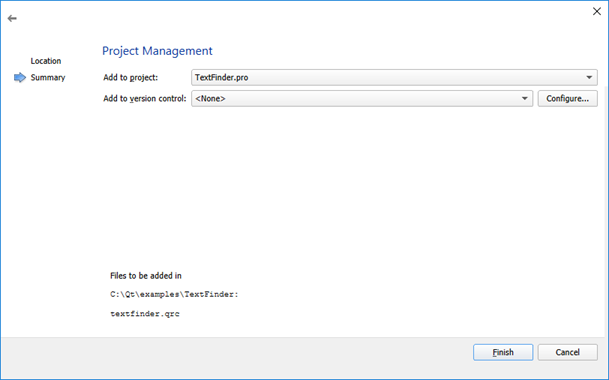 Project Management
Location
Summary
Add to project: TextFinder.pro
Add to version control: <None> Configure...
Files to be added in
C:\Qt\examples\TextFinder:
textfinder.qrc
Finish Cancel